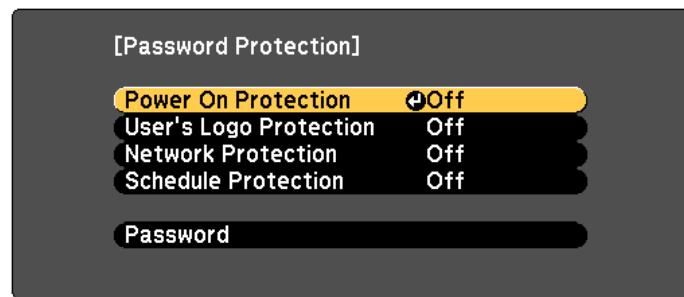 [Password Protection]
Power On Protection Off
User's Logo Protection Off
Network Protection Off
Schedule Protection Off
Password